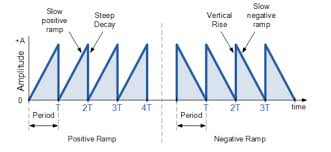 Slow
positive
ramp
Steep
Decay
Vertical
Rise
Slow
negative
ramp
+A
Amplitude
0
T 2T 3T 4T
T 2T 3T
time
Period
Period
Positive Ramp
Negative Ramp